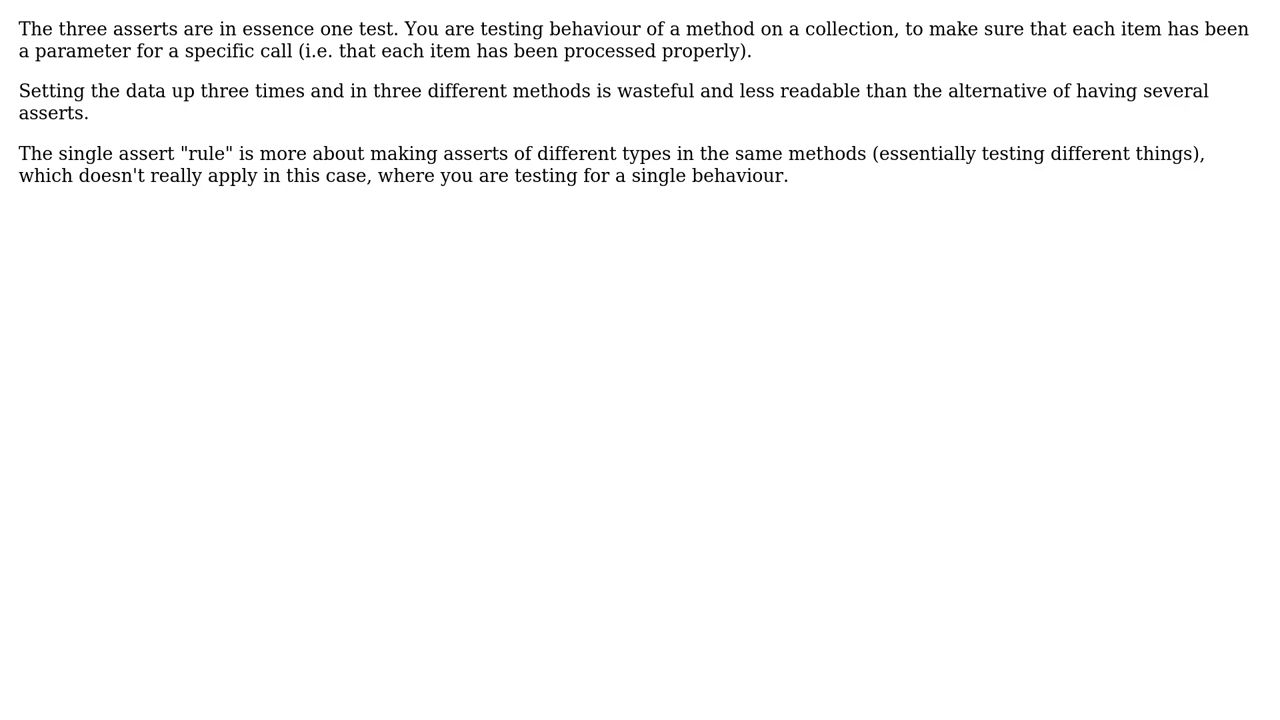 The three asserts are in essence one test. You are testing behaviour of a method on a collection, to make sure that each item has been
a parameter for a specific call (i.e. that each item has been processed properly).
Setting the data up three times and in three different methods is wasteful and less readable than the alternative of having several
asserts.
The single assert "rule" is more about making asserts of different types in the same methods (essentially testing different things),
which doesn't really apply in this case, where you are testing for a single behaviour.